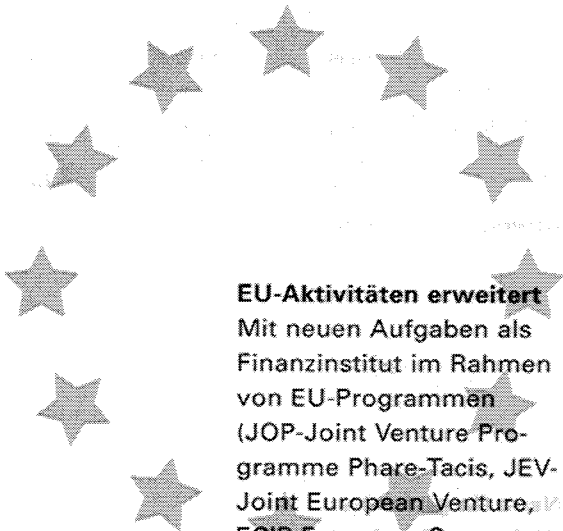 EU-Aktivitäten erweitert
Mit neuen Aufgaben als
Finanzinstitut im Rahmen
von EU-Programmen
(JOP-Joint Venture Pro-
gramme Phare-Tacis, JEV-
Joint European Venture,